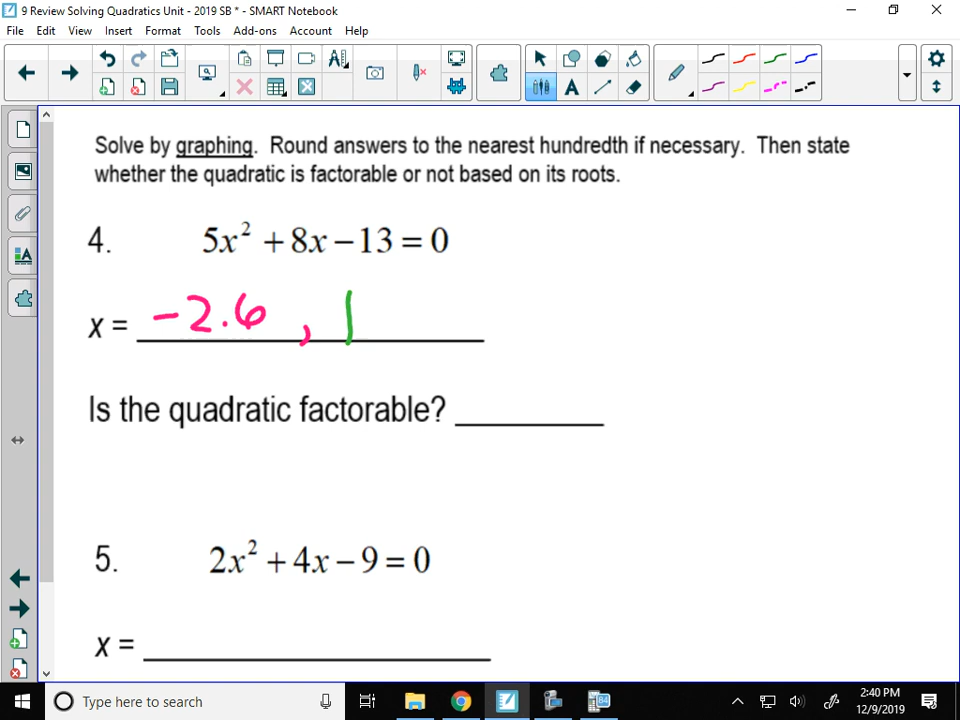 9 Review Solving Quadratics Unit - 2019 SB * - SMART Notebook
File Edit View Insert Format Tools Add-ons Account Help
Solve by graphing. Round answers to the nearest hundredth if necessary. Then state
whether the quadratic is factorable or not based on its roots.
4. 5x² + 8x − 13 = 0
x = −2.6 , 1
Is the quadratic factorable? __________
5. 2x² + 4x − 9 = 0
x = __________
Type here to search
2:40 PM
12/9/2019